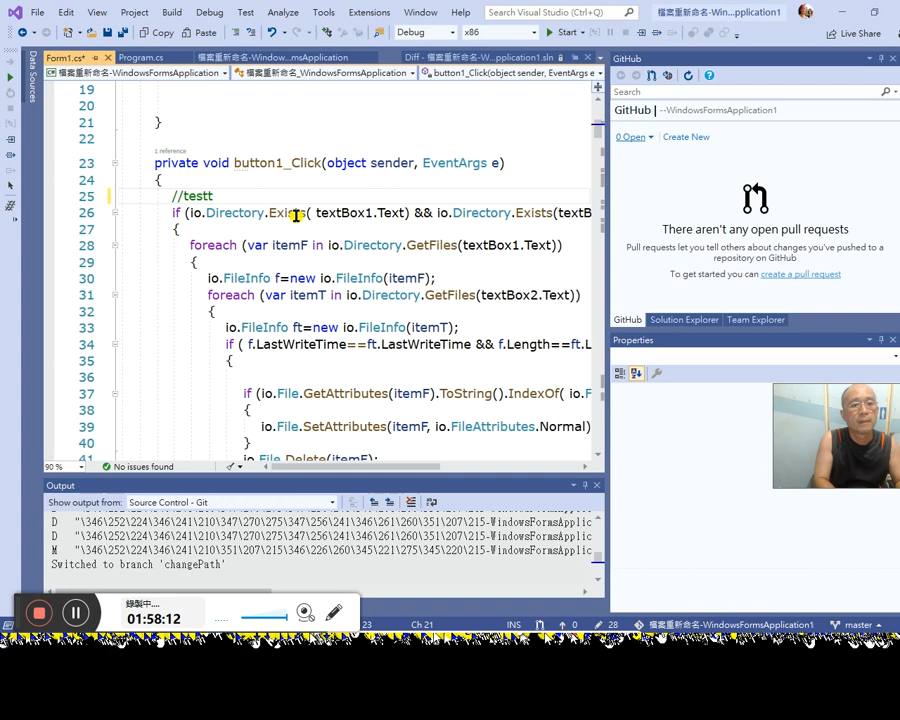 File Edit View Project Build Debug Test Analyze Tools Extensions Window Help Search Visual Studio (Ctrl+Q) 檔案重新命名-Win...pplication1
Copy Paste Debug x86 Start Live Share
Form1.cs* Program.cs 檔案重新命名-Window...msApplication Diff - W...pplication1.sln GitHub
檔案重新命名-WindowsFormsApplication 檔案重新命名_WindowsFormsApplication button1_Click(object sender, EventArgs e
Data Sources
Search
GitHub --WindowsFormsApplication1
0 Open Create New
There aren't any open pull requests
Pull requests let you tell others about changes you've pushed to a
repository on GitHub
To get started you can create a pull request
GitHub Solution Explorer Team Explorer
Properties
19
20
21 }
22
1 reference
23 private void button1_Click(object sender, EventArgs e)
24 {
25 //testt
26 if (io.Directory.Exists( textBox1.Text) && io.Directory.Exists(textB
27 {
28 foreach (var itemF in io.Directory.GetFiles(textBox1.Text))
29 {
30 io.FileInfo f=new io.FileInfo(itemF);
31 foreach (var itemT in io.Directory.GetFiles(textBox2.Text))
32 {
33 io.FileInfo ft=new io.FileInfo(itemT);
34 if ( f.LastWriteTime==ft.LastWriteTime && f.Length==ft.L
35 {
36
37 if (io.File.GetAttributes(itemF).ToString().IndexOf( io.F
38 {
39 io.File.SetAttributes(itemF, io.FileAttributes.Normal)
40 }
41 io.File.Delete(itemF);
90 % No issues found
Output
Show output from: Source Control - Git
D "\346\252\224\346\241\210\347\270\275\347\256\241\346\261\260\351\207\215-WindowsFormsApplic
D "\346\252\224\346\241\210\347\270\275\347\256\241\346\261\260\351\207\215-WindowsFormsApplic
M "\346\252\224\346\241\210\351\207\215\346\226\260\345\221\275\345\220\215-WindowsFormsApplic
Switched to branch 'changePath'
錄製中....
01:58:12
23 Ch 21 INS 0 28 檔案重新命名-WindowsFormsApplication1 master